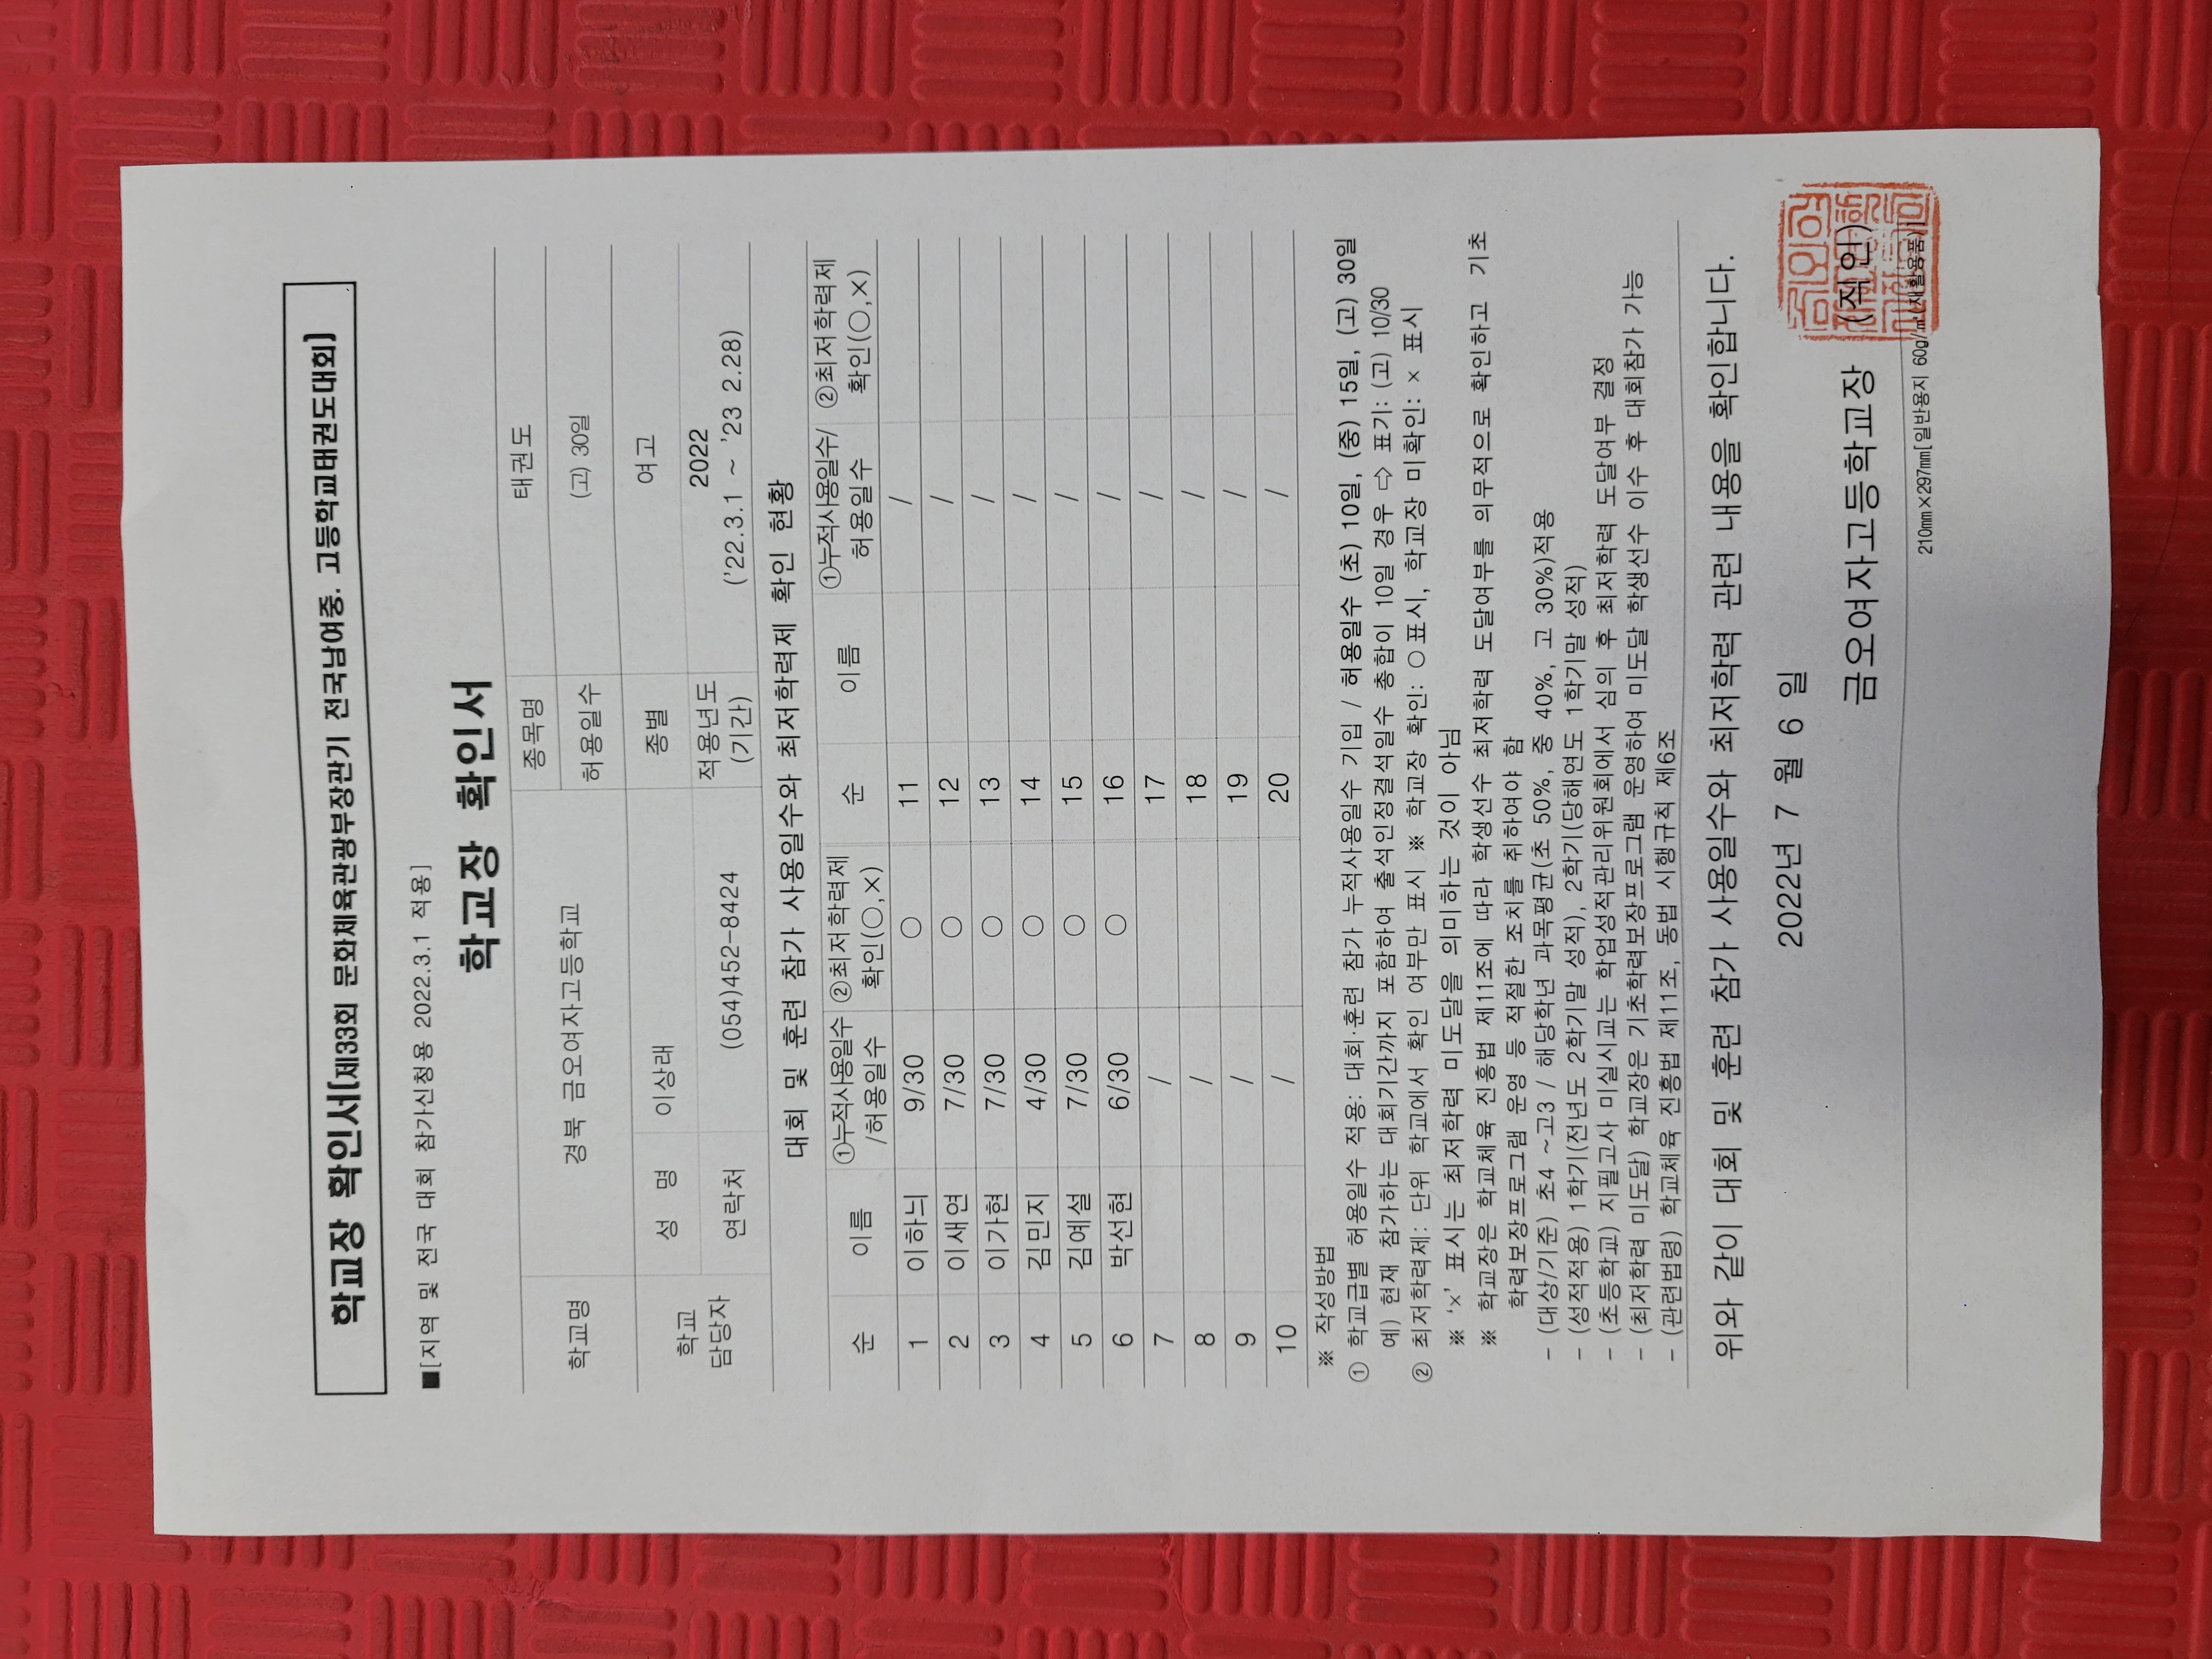 학교장 확인서[제33회 문화체육관광부장관기 전국남여중. 고등학교태권도대회]
■[지역 및 전국 대회 참가신청용 2022.3.1 적용]
학교장 확인서
학교명 경북 금오여자고등학교 종목명 태권도
허용일수 (고) 30일
학교 담당자 성 명 이상래 종별 여고
연락처 (054)452-8424 적용년도 (기간) 2022 ('22.3.1 ~ '23 2.28)
대회 및 훈련 참가 사용일수와 최저학력제 확인 현황
순 이름 ①누적사용일수 /허용일수 ②최저학력제 확인(○,×) 순 이름 ①누적사용일수/ 허용일수 ②최저학력제 확인(○,×)
1 이하늬 9/30 ○ 11 /
2 이새연 7/30 ○ 12 /
3 이가현 7/30 ○ 13 /
4 김민지 4/30 ○ 14 /
5 김예설 7/30 ○ 15 /
6 박선현 6/30 ○ 16 /
7 / 17 /
8 / 18 /
9 / 19 /
10 / 20 /
※ 작성방법
① 학교급별 허용일수 적용: 대회·훈련 참가 누적사용일수 기입 / 허용일수 (초) 10일, (중) 15일, (고) 30일
예) 현재 참가하는 대회기간까지 포함하여 출석인정결석일수 총합이 10일 경우 ⇨ 표기: (고) 10/30
② 최저학력제: 단위 학교에서 확인 여부만 표시 ※ 학교장 확인: ○표시, 학교장 미확인: × 표시
※ '×' 표시는 최저학력 미도달을 의미하는 것이 아님
※ 학교장은 학교체육 진흥법 제11조에 따라 학생선수 최저학력 도달여부를 의무적으로 확인하고 기초
학력보장프로그램 운영 등 적절한 조치를 취하여야 함
- (대상/기준) 초4 ~고3 / 해당학년 과목평균(초 50%, 중 40%, 고 30%)적용
- (성적적용) 1학기(전년도 2학기말 성적), 2학기(당해연도 1학기말 성적)
- (초등학교) 지필고사 미실시교는 학업성적관리위원회에서 심의 후 최저학력 도달여부 결정
- (최저학력 미도달) 학교장은 기초학력보장프로그램 운영하여 미도달 학생선수 이수 후 대회참가 가능
- (관련법령) 학교체육 진흥법 제11조, 동법 시행규칙 제6조
위와 같이 대회 및 훈련 참가 사용일수와 최저학력 관련 내용을 확인합니다.
2022년 7 월 6 일
금오여자고등학교장 (직인)
210mm×297mm[일반용지 60g/㎡(재활용품)]